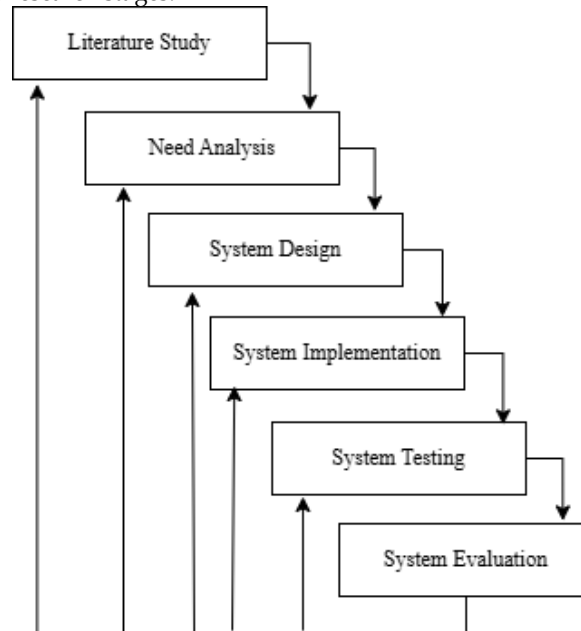 Literature Study
Need Analysis
System Design
System Implementation
System Testing
System Evaluation